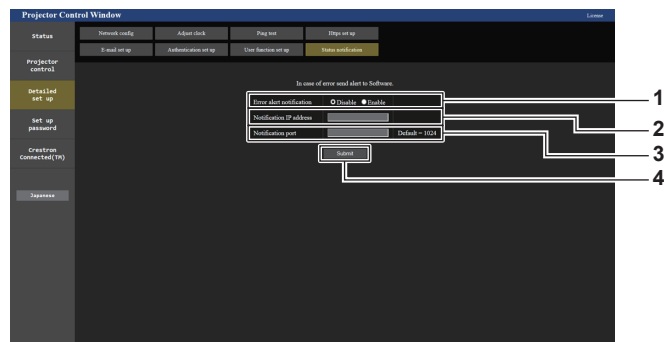 Projector Control Window
License
Status
Network config
Adjust clock
Ping test
Https set up
E-mail set up
Authentication set up
User function set up
Status notification
Projector
control
Detailed
set up
Set up
password
Crestron
Connected(TM)
Japanese
In case of error send alert to Software.
Error alert notification
Disable
Enable
Notification IP address
Notification port
Default = 1024
Submit
1
2
3
4